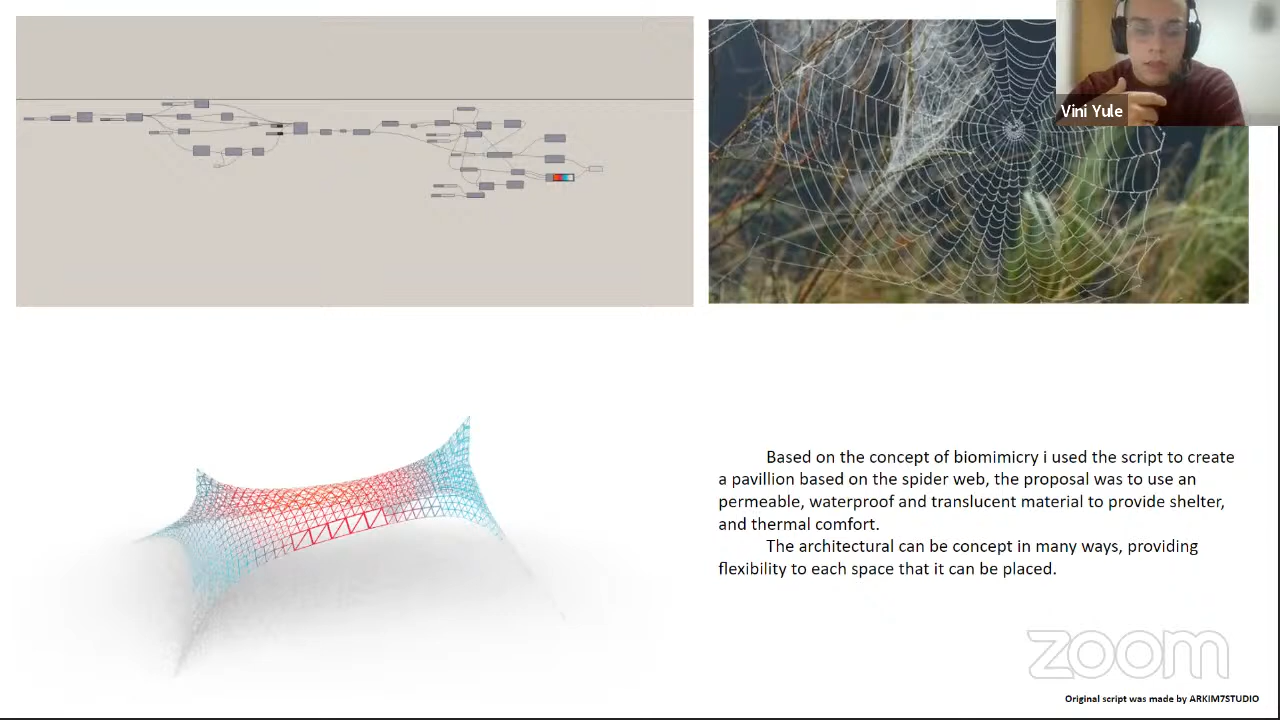 Vini Yule
Based on the concept of biomimicry i used the script to create
a pavillion based on the spider web, the proposal was to use an
permeable, waterproof and translucent material to provide shelter,
and thermal comfort.
The architectural can be concept in many ways, providing
flexibility to each space that it can be placed.
zoom
Original script was made by ARKIM7STUDIO